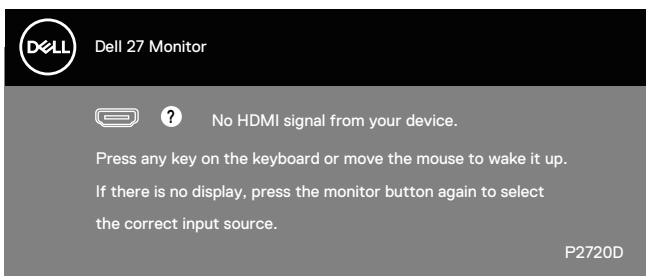 DELL
Dell 27 Monitor
? No HDMI signal from your device.
Press any key on the keyboard or move the mouse to wake it up.
If there is no display, press the monitor button again to select
the correct input source.
P2720D